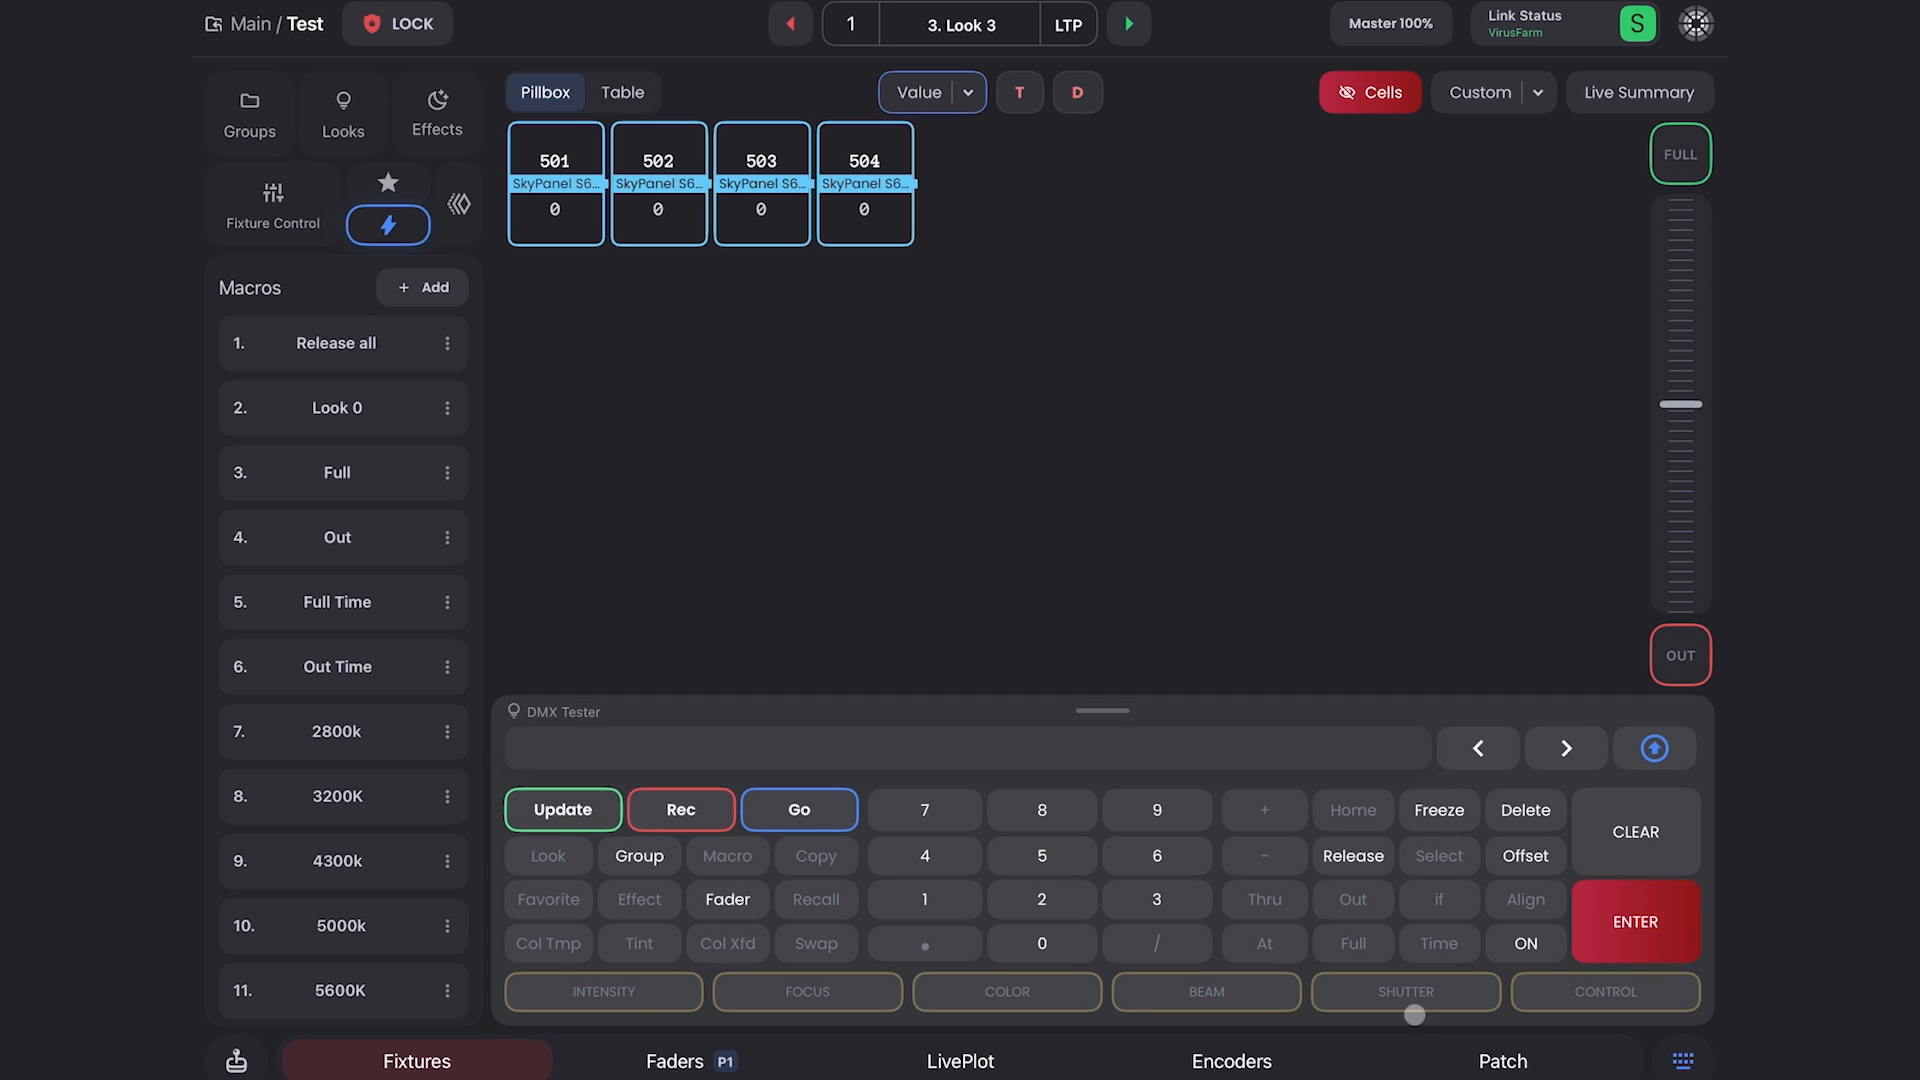 Main / Test
LOCK
1
3. Look 3
LTP
Master 100%
Link Status
VirusFarm
S
Groups
Looks
Effects
Fixture Control
Pillbox
Table
Value
T
D
Cells
Custom
Live Summary
501
SkyPanel S6...
0
502
SkyPanel S6...
0
503
SkyPanel S6...
0
504
SkyPanel S6...
0
FULL
OUT
Macros
+ Add
1. Release all
2. Look 0
3. Full
4. Out
5. Full Time
6. Out Time
7. 2800k
8. 3200K
9. 4300k
10. 5000k
11. 5600K
DMX Tester
Update Rec Go 7 8 9 + Home Freeze Delete
CLEAR
Look Group Macro Copy 4 5 6 - Release Select Offset
Favorite Effect Fader Recall 1 2 3 Thru Out if Align
ENTER
Col Tmp Tint Col Xfd Swap . 0 / At Full Time ON
INTENSITY FOCUS COLOR BEAM SHUTTER CONTROL
Fixtures Faders P1 LivePlot Encoders Patch